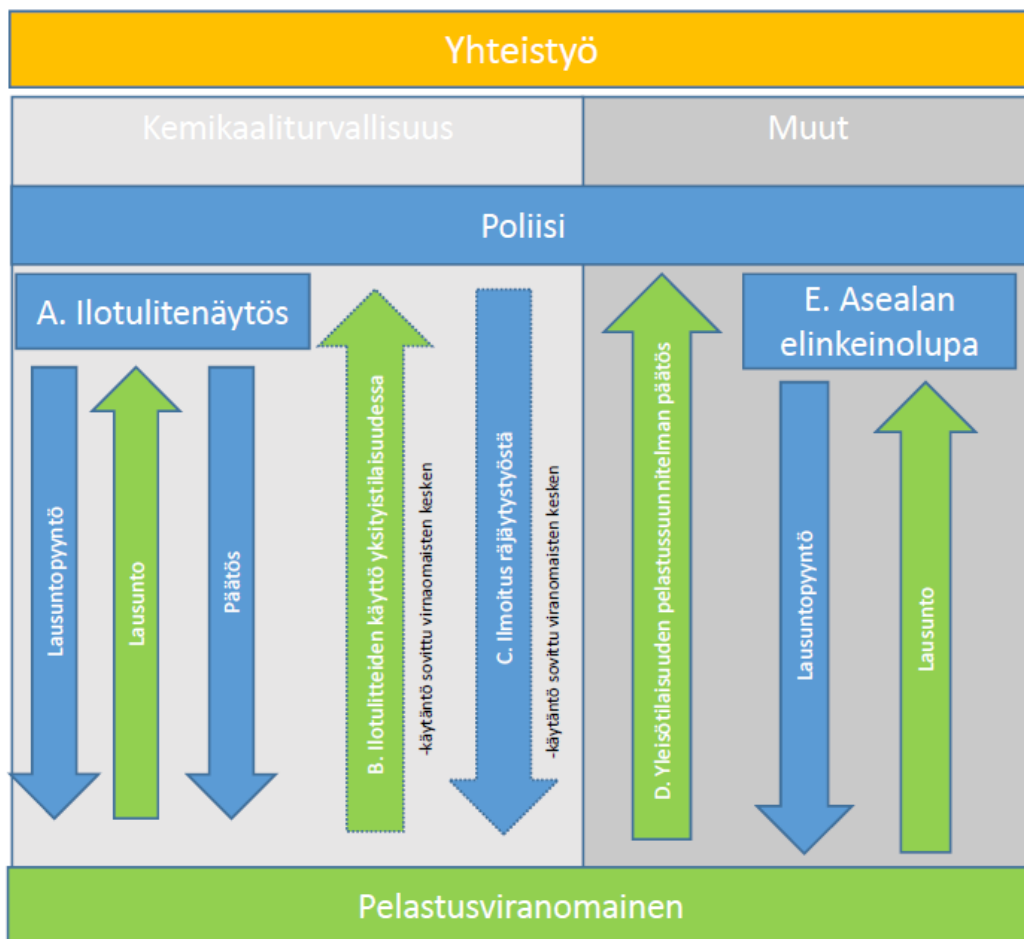 Yhteistyö
Kemikaaliturvallisuus
Muut
Poliisi
A. Ilotulitenäytös
Lausuntopyyntö
Lausunto
Päätös
B. Ilotulitteiden käyttö yksityistilaisuudessa
-käytäntö sovittu virnaomaisten kesken
C. Ilmoitus räjäytystyöstä
-käytäntö sovittu viranomaisten kesken
D. Yleisötilaisuuden pelastussuunnitelman päätös
E. Asealan
elinkeinolupa
Lausuntopyyntö
Lausunto
Pelastusviranomainen